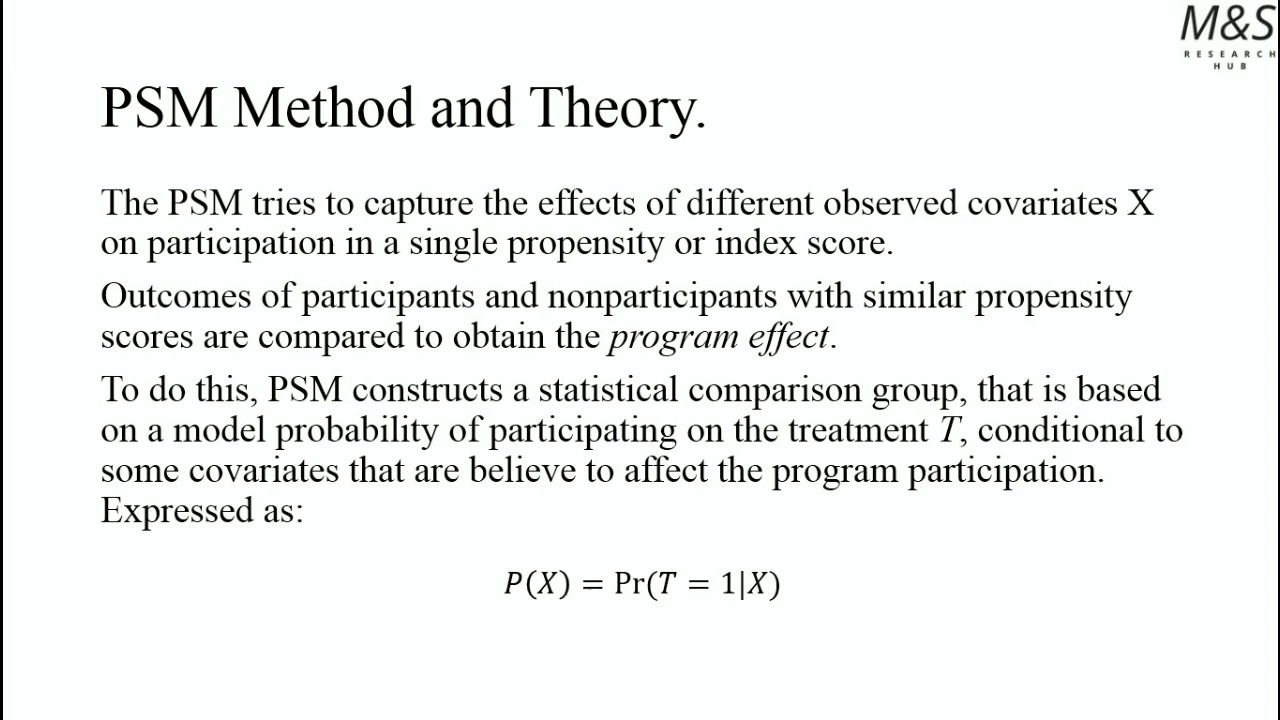 M&S
RESEARCH
HUB
PSM Method and Theory.
The PSM tries to capture the effects of different observed covariates X
on participation in a single propensity or index score.
Outcomes of participants and nonparticipants with similar propensity
scores are compared to obtain the program effect.
To do this, PSM constructs a statistical comparison group, that is based
on a model probability of participating on the treatment T, conditional to
some covariates that are believe to affect the program participation.
Expressed as:
P(X) = Pr(T = 1|X)